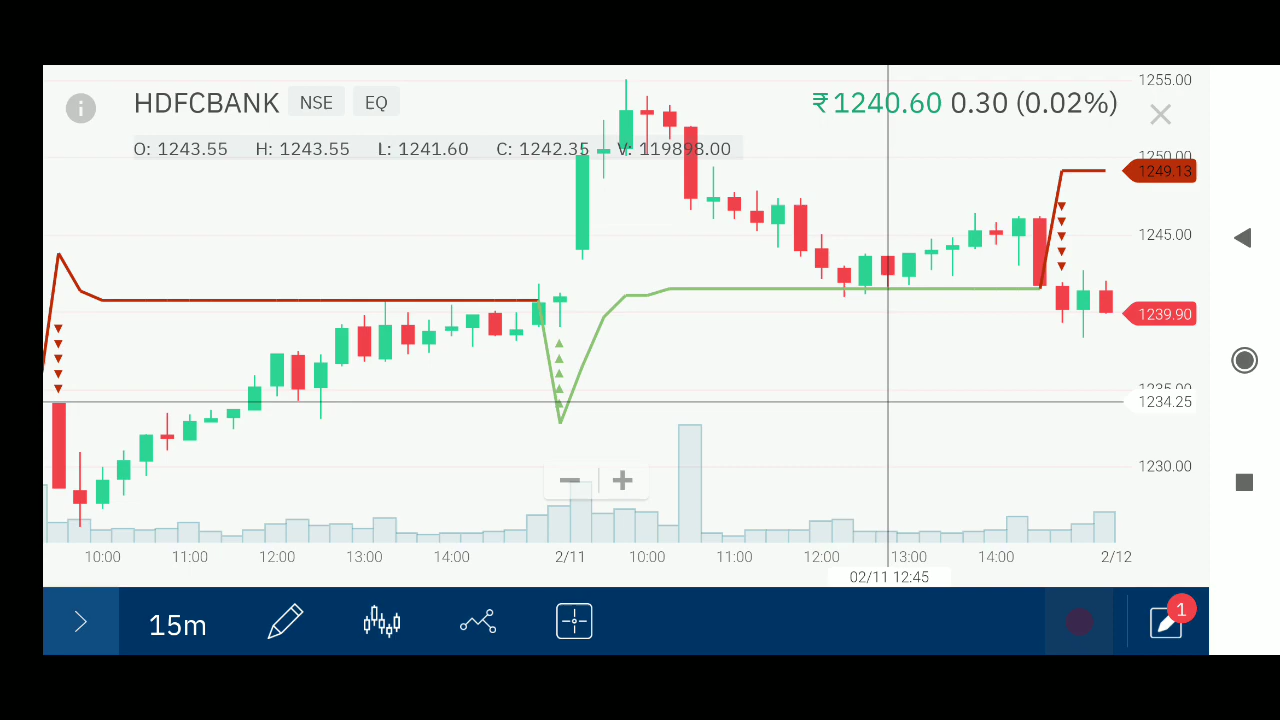 HDFCBANK NSE EQ ₹1240.60 0.30 (0.02%)
O: 1243.55 H: 1243.55 L: 1241.60 C: 1242.35 V: 119898.00
1255.00
1250.00
1249.13
1245.00
1239.90
1235.00
1234.25
1230.00
10:00 11:00 12:00 13:00 14:00 2/11 10:00 11:00 12:00 13:00 14:00 2/12
02/11 12:45
15m 1